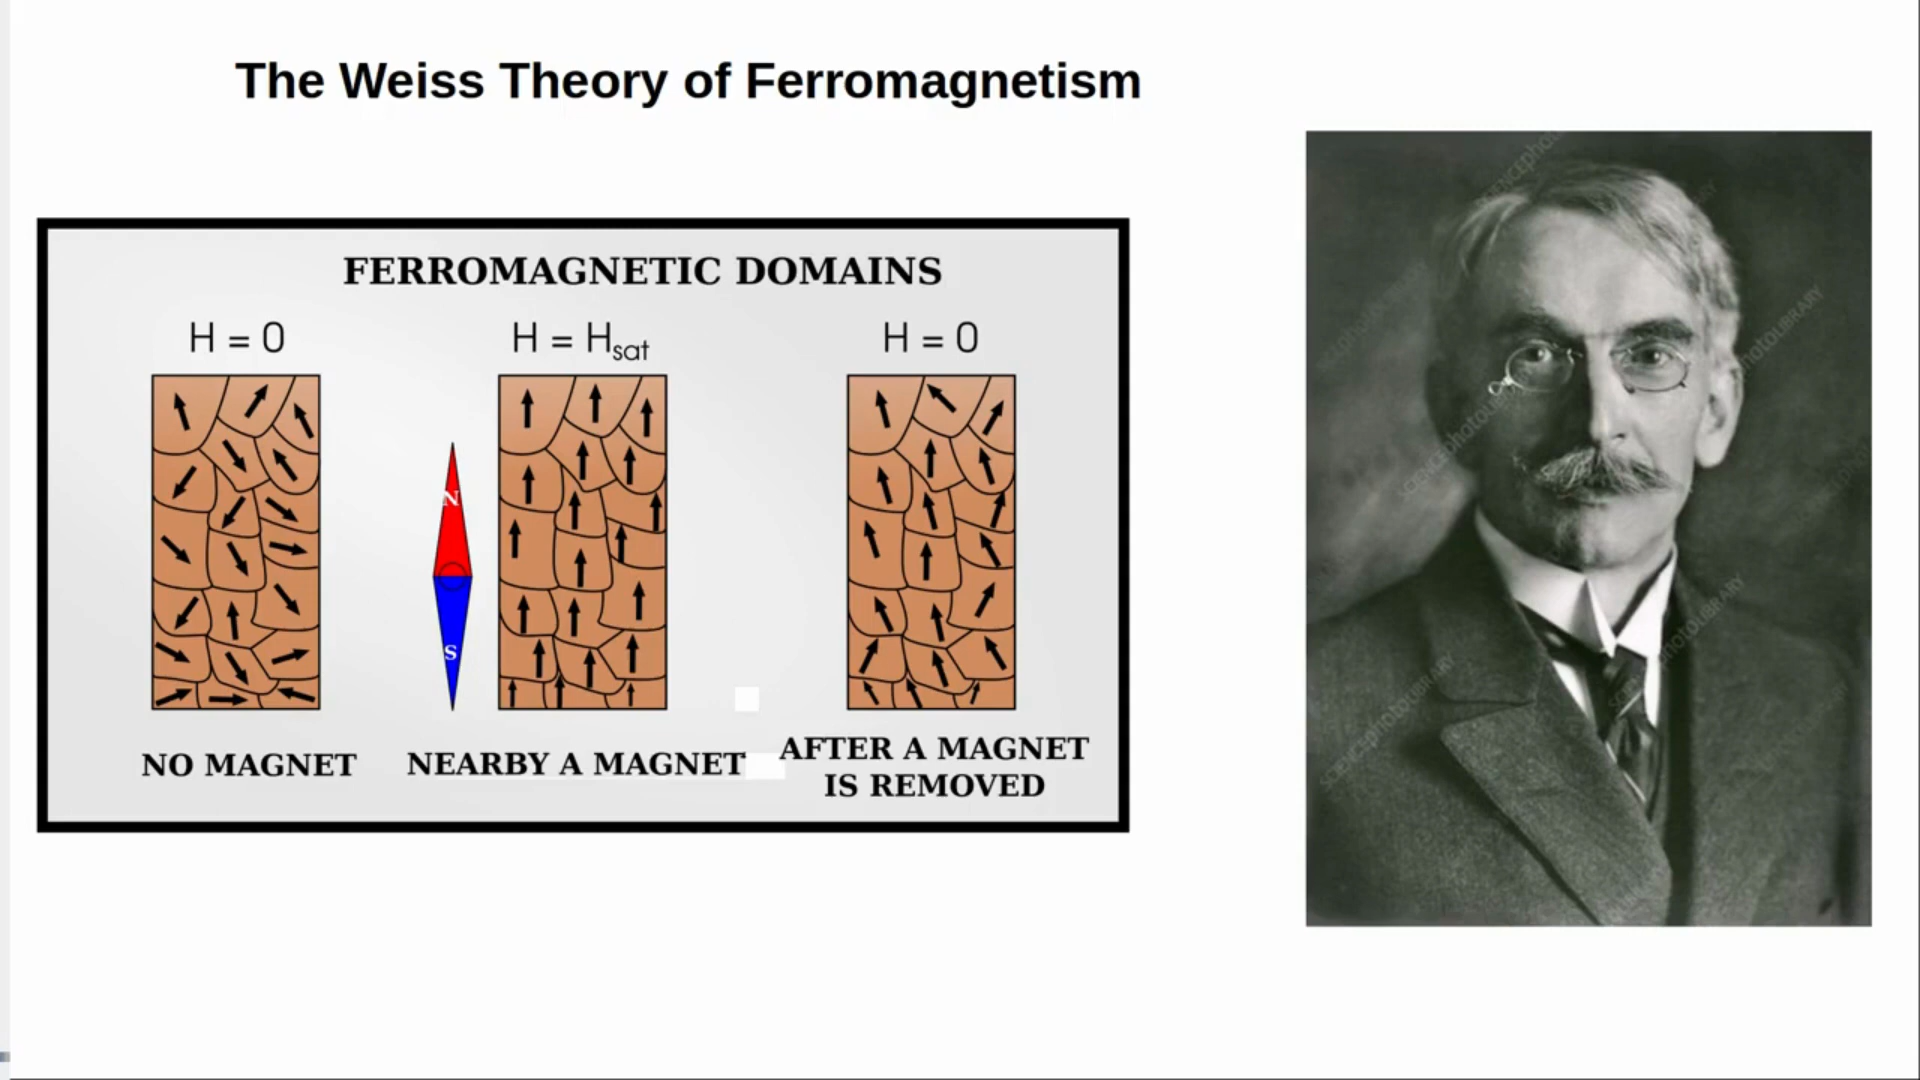 The Weiss Theory of Ferromagnetism
FERROMAGNETIC DOMAINS
H = 0
H = Hsat
H = 0
N
S
NO MAGNET
NEARBY A MAGNET
AFTER A MAGNET
IS REMOVED